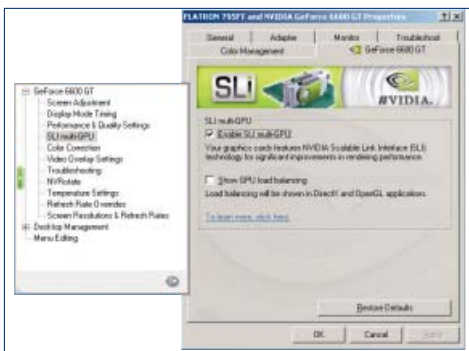 FLATRON 795FT and NVIDIA GeForce 6600 GT Properties
General
Adapter
Monitor
Troubleshoot
Color Management
GeForce 6600 GT
SLI
NVIDIA.
GeForce 6600 GT
Screen Adjustment
Display Mode Timing
Performance & Quality Settings
SLI multi-GPU
Color Correction
Video Overlay Settings
Troubleshooting
NVRotate
Temperature Settings
Refresh Rate Overrides
Screen Resolutions & Refresh Rates
Desktop Management
Menu Editing
SLI multi-GPU
Enable SLI multi-GPU
Your graphics cards features NVIDIA Scalable Link Interface (SLI)
technology for significant improvements in rendering performance.
Show GPU load balancing
Load balancing will be shown in DirectX and OpenGL applications.
To learn more, click here.
Restore Defaults
OK
Cancel
Apply